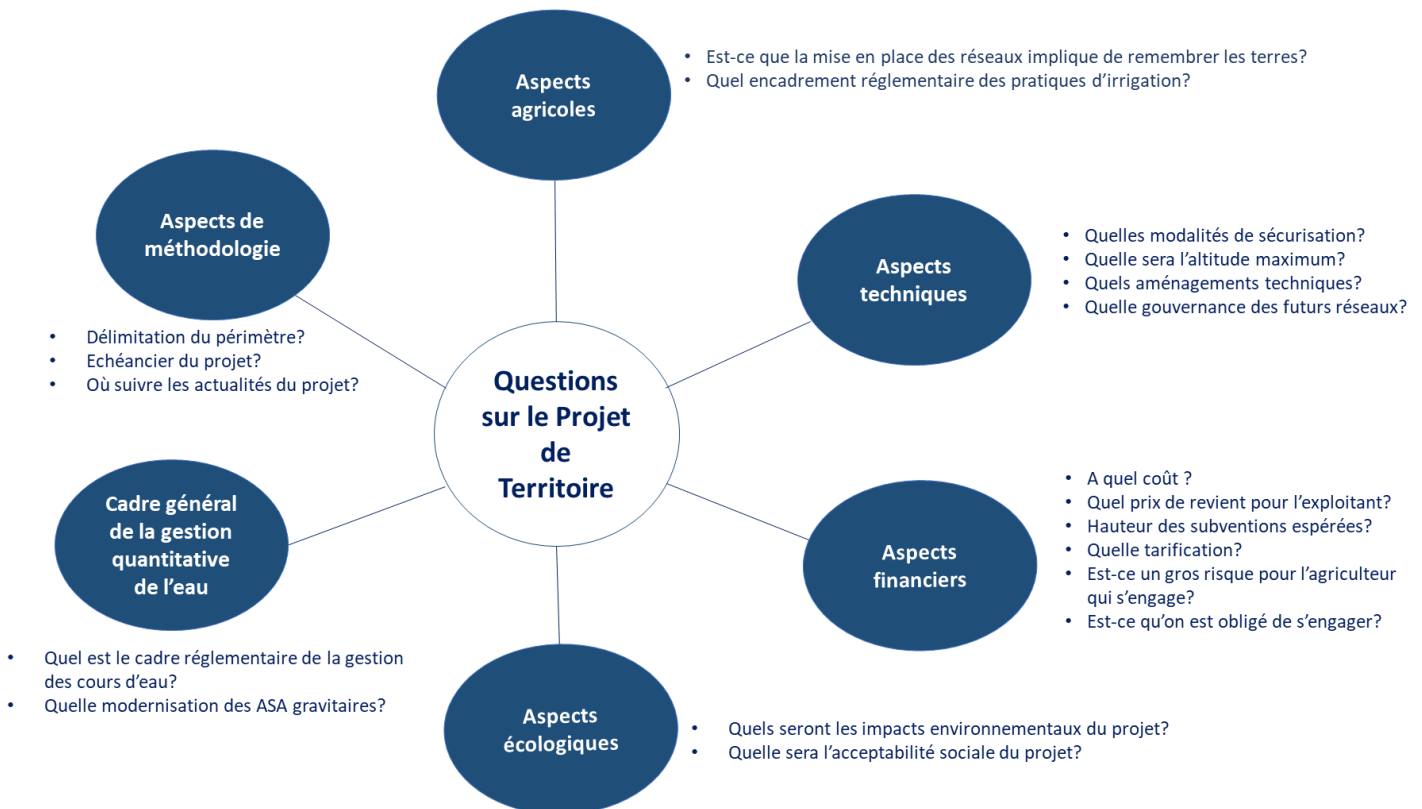 Aspects
agricoles
• Est-ce que la mise en place des réseaux implique de remembrer les terres?
• Quel encadrement réglementaire des pratiques d'irrigation?
Aspects de
méthodologie
• Délimitation du périmètre?
• Echéancier du projet?
• Où suivre les actualités du projet?
Aspects
techniques
• Quelles modalités de sécurisation?
• Quelle sera l'altitude maximum?
• Quels aménagements techniques?
• Quelle gouvernance des futurs réseaux?
Questions
sur le Projet
de
Territoire
Cadre général
de la gestion
quantitative
de l'eau
• Quel est le cadre réglementaire de la gestion
des cours d'eau?
• Quelle modernisation des ASA gravitaires?
Aspects
financiers
• A quel coût ?
• Quel prix de revient pour l'exploitant?
• Hauteur des subventions espérées?
• Quelle tarification?
• Est-ce un gros risque pour l'agriculteur
qui s'engage?
• Est-ce qu'on est obligé de s'engager?
Aspects
écologiques
• Quels seront les impacts environnementaux du projet?
• Quelle sera l'acceptabilité sociale du projet?